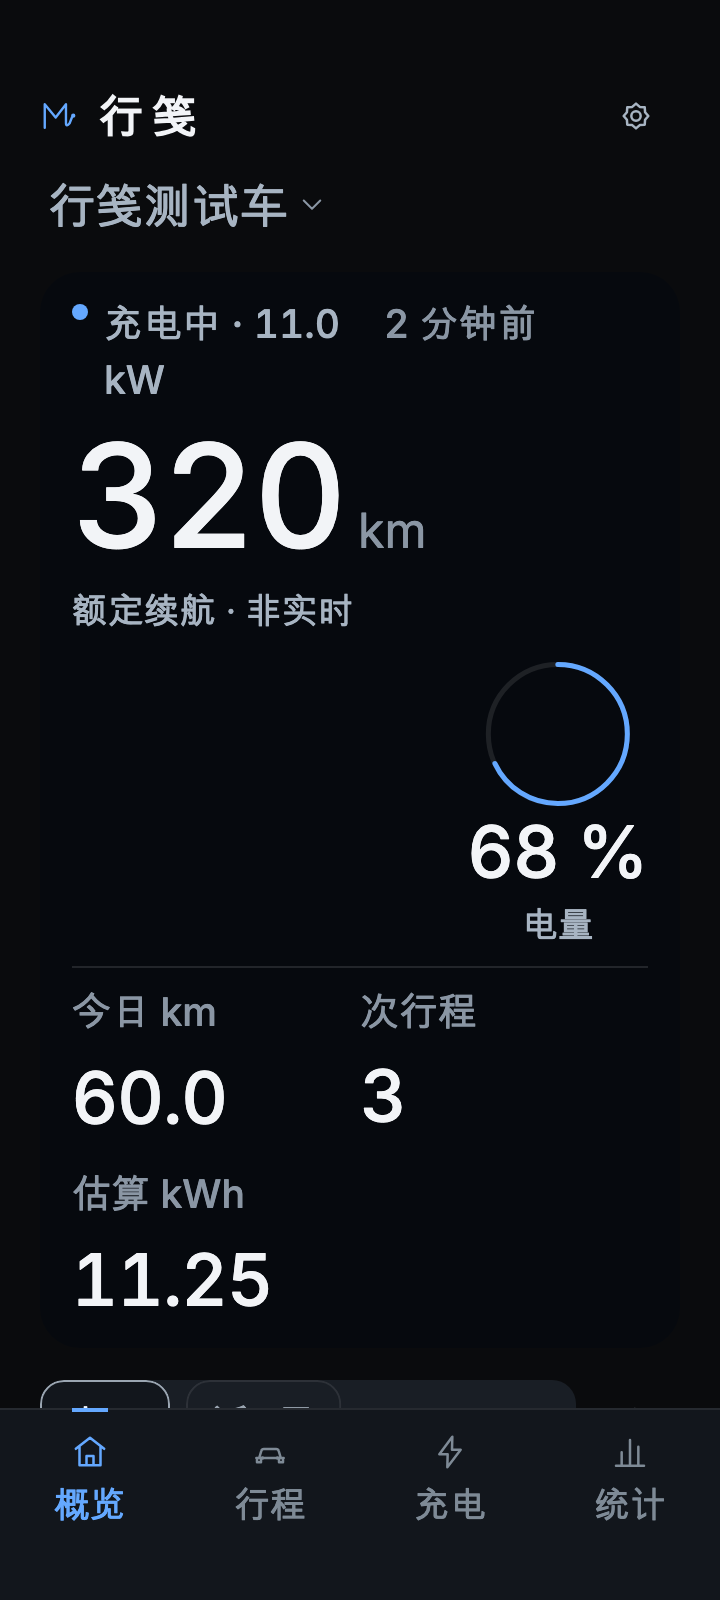 行笺
行笺测试车
充电中 · 11.0 kW
2 分钟前
320 km
额定续航 · 非实时
68 %
电量
今日 km
次行程
60.0
3
估算 kWh
11.25
概览
行程
充电
统计